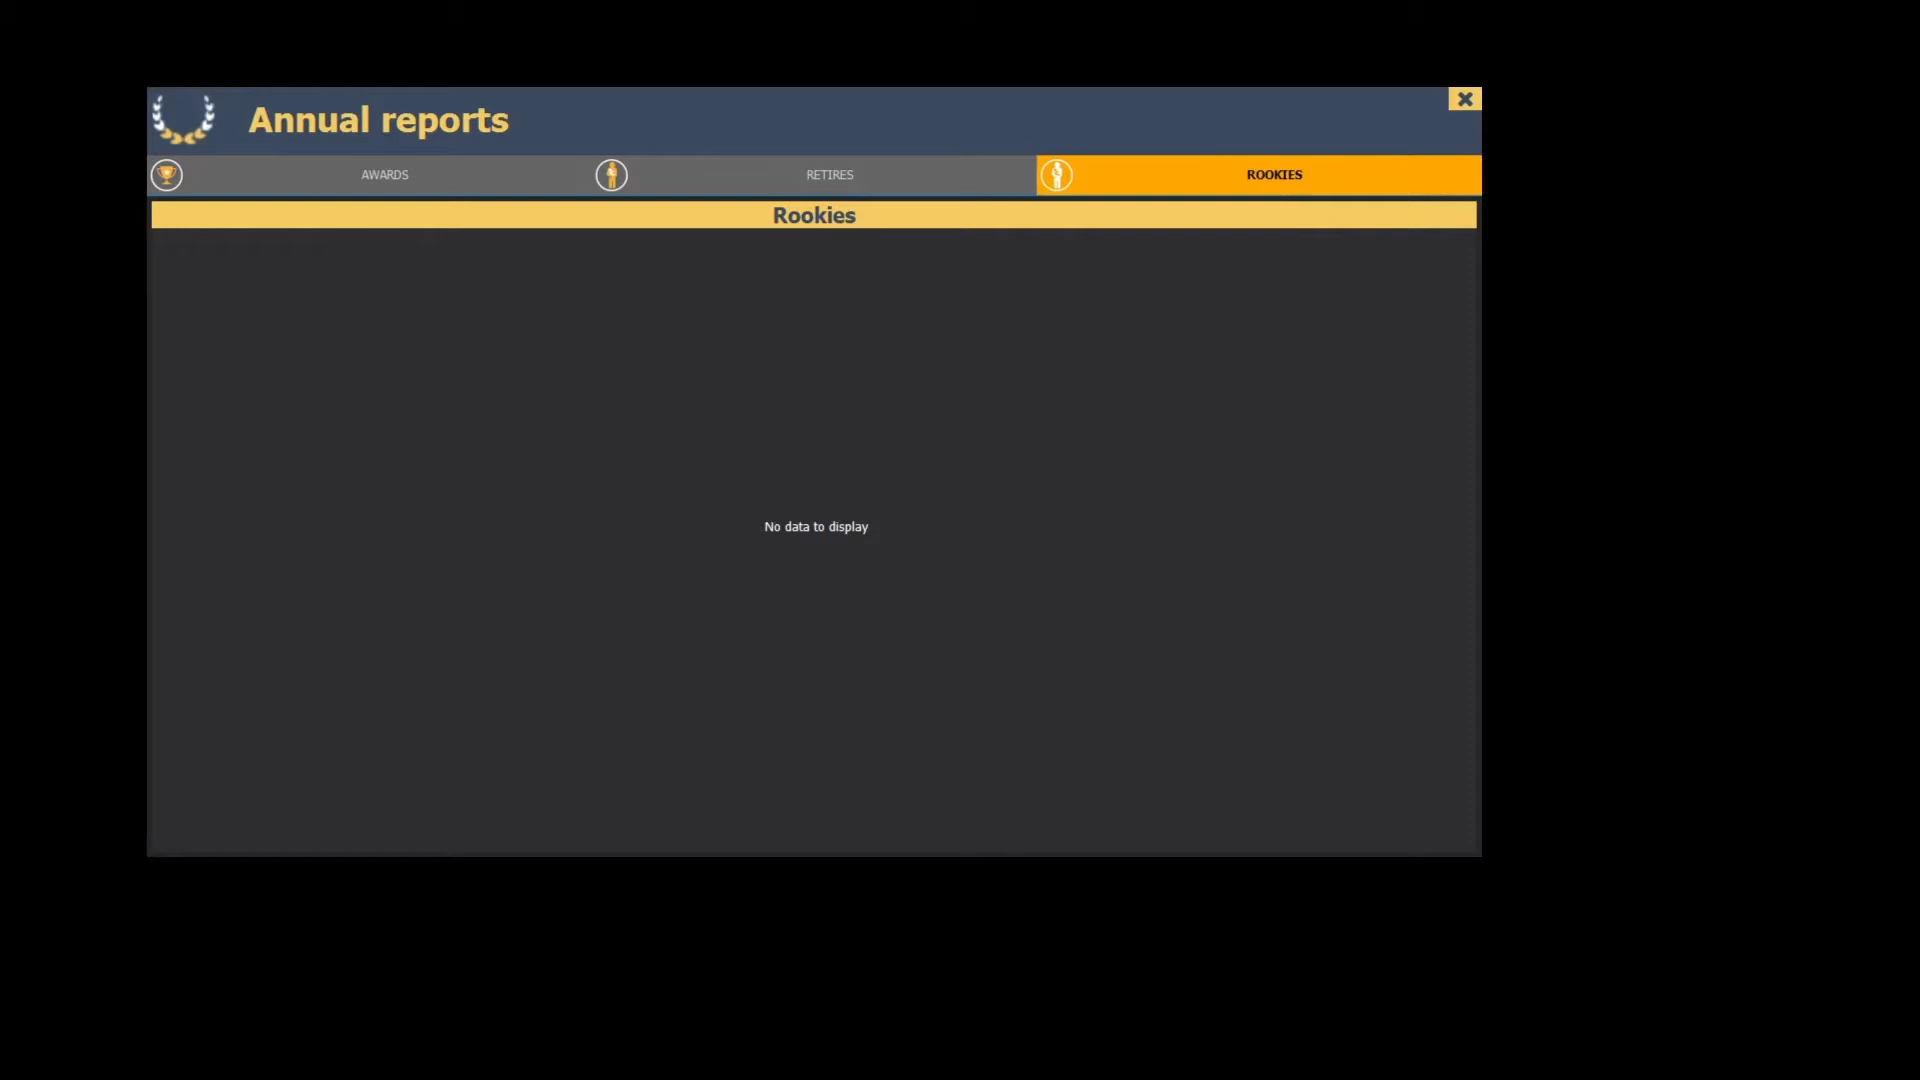 Annual reports
AWARDS
RETIRES
ROOKIES
Rookies
No data to display